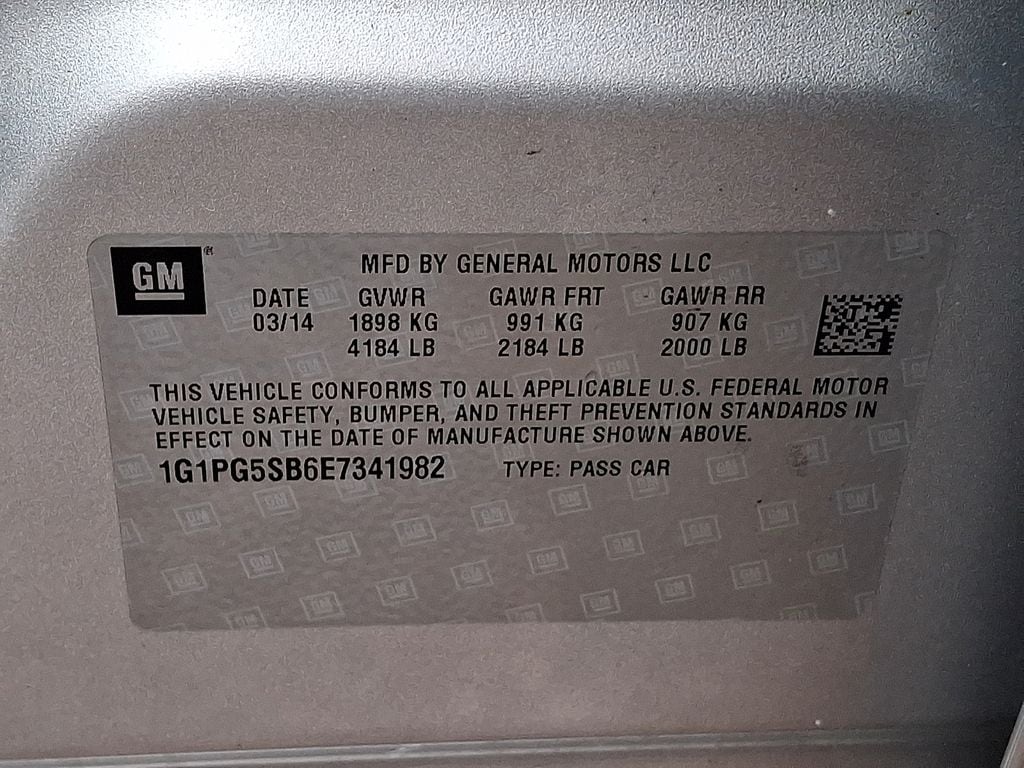 GM
MFD BY GENERAL MOTORS LLC
DATE GVWR GAWR FRT GAWR RR
03/14 1898 KG 991 KG 907 KG
4184 LB 2184 LB 2000 LB
THIS VEHICLE CONFORMS TO ALL APPLICABLE U.S. FEDERAL MOTOR
VEHICLE SAFETY, BUMPER, AND THEFT PREVENTION STANDARDS IN
EFFECT ON THE DATE OF MANUFACTURE SHOWN ABOVE.
1G1PG5SB6E7341982 TYPE: PASS CAR